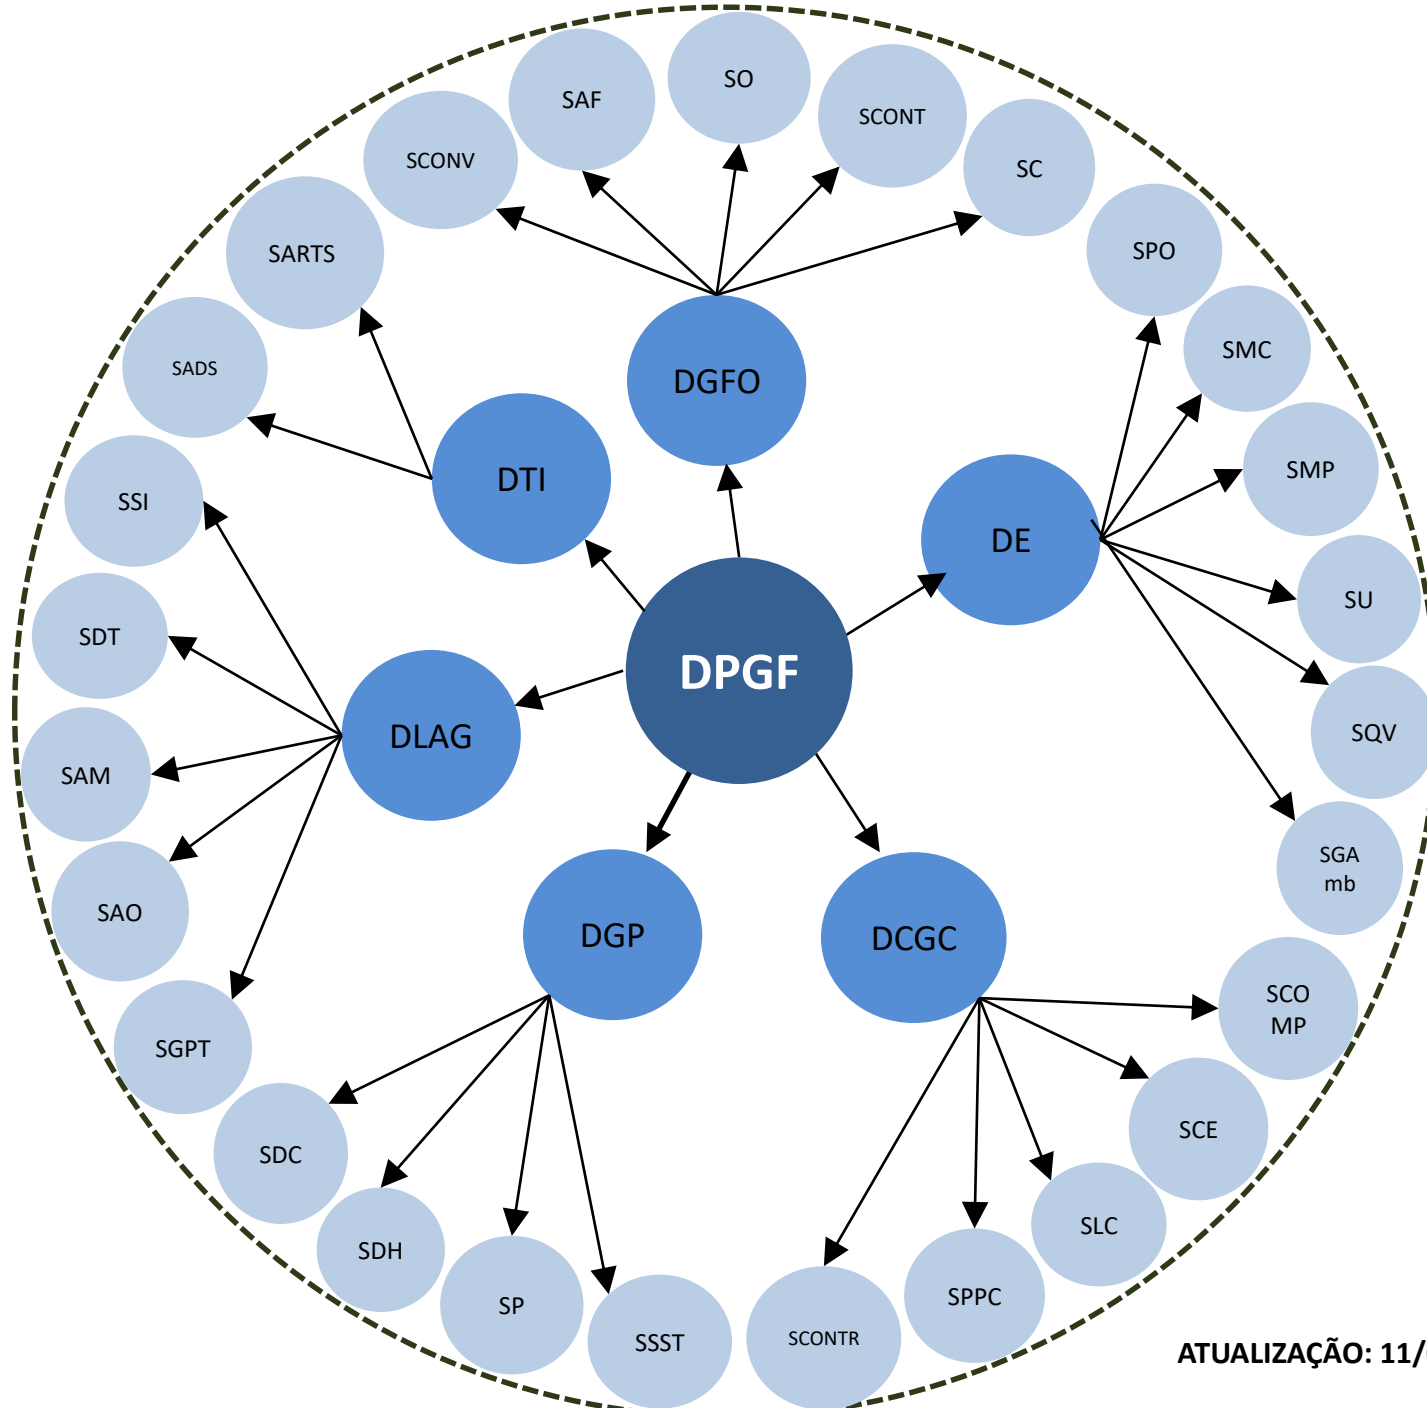 SO
SAF
SCONT
SCONV
SC
SARTS
SPO
SMC
SADS
DGFO
SMP
DTI
SSI
DE
SU
SDT
DPGF
SQV
DLAG
SAM
SGA
mb
SAO
DGP
DCGC
SCO
MP
SGPT
SCE
SDC
SLC
SDH
SPPC
SP
SCONTR
SSST
ATUALIZAÇÃO: 11/